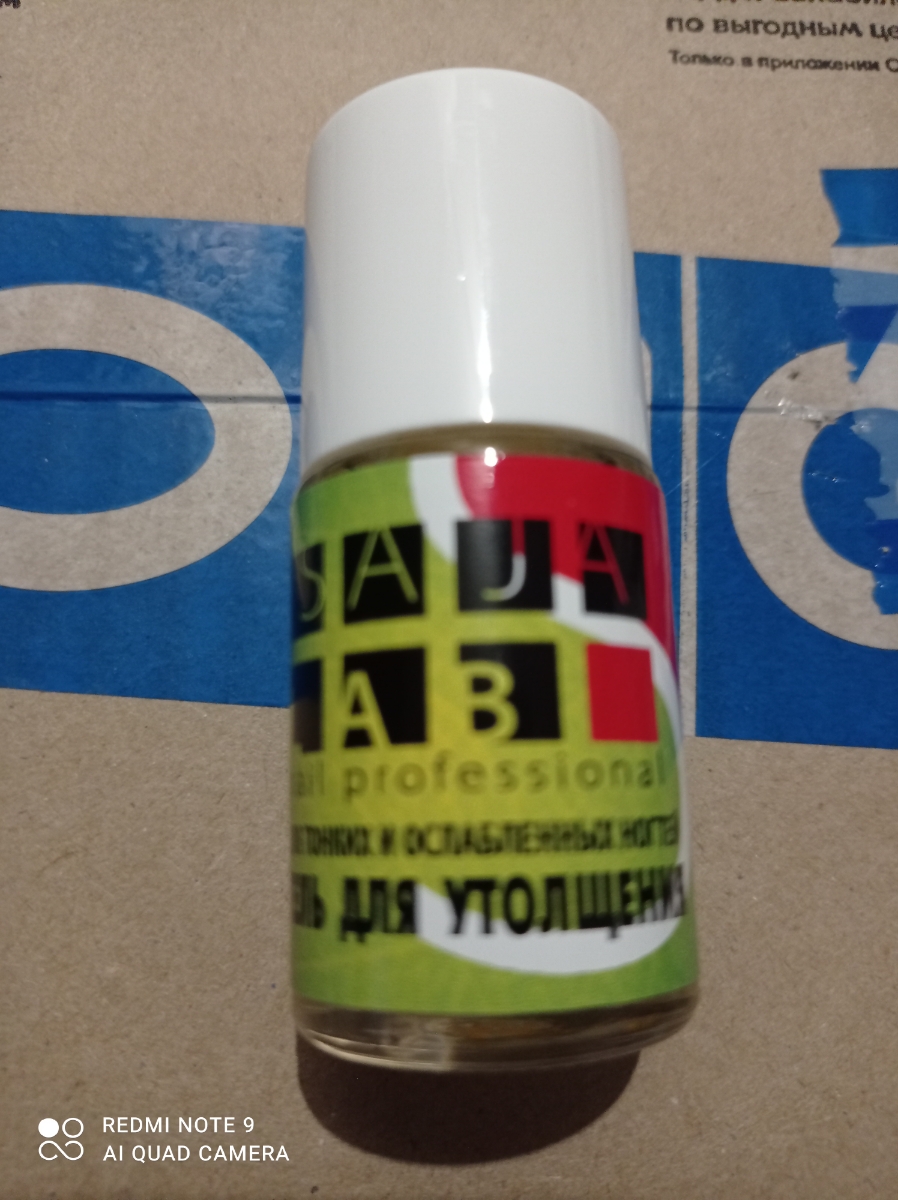 по выгодным це
Только в приложении O
SAJA
AB
ail professional
тонких и ослабленных ногтей
ЕЛЬ ДЛЯ УТОЛЩЕНИЯ
REDMI NOTE 9
AI QUAD CAMERA